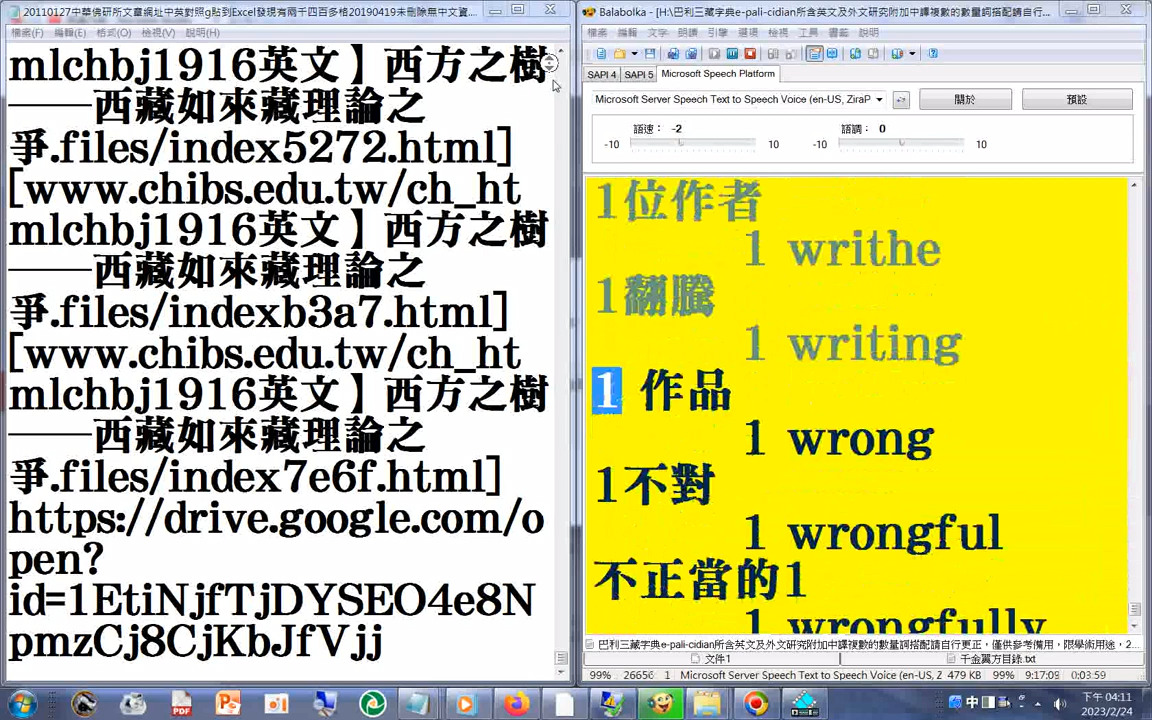 20110127中華佛研所文章網址中英對照g貼到Excel發現有兩千四百多格20190419未刪除無中文資...
檔案(F) 編輯(E) 格式(O) 檢視(V) 說明(H)
mlchbj1916英文】西方之樹
——西藏如來藏理論之
爭.files/index5272.html]
[www.chibs.edu.tw/ch_ht
mlchbj1916英文】西方之樹
——西藏如來藏理論之
爭.files/indexb3a7.html]
[www.chibs.edu.tw/ch_ht
mlchbj1916英文】西方之樹
——西藏如來藏理論之
爭.files/index7e6f.html]
https://drive.google.com/o
pen?
id=1EtiNjfTjDYSEO4e8N
pmzCj8CjKbJfVjj
Balabolka - [H:\巴利三藏字典e-pali-cidian所含英文及外文研究附加中譯複數的數量詞搭配請自行...
檔案 編輯 文字 朗讀 引擎 選項 檢視 工具 書籤 說明
SAPI 4 SAPI 5 Microsoft Speech Platform
Microsoft Server Speech Text to Speech Voice (en-US, ZiraP 關於 預設
語速： -2 語調： 0
-10 10 -10 10
1位作者
1 writhe
1翻騰
1 writing
1 作品
1 wrong
1不對
1 wrongful
不正當的1
1 wrongfully
巴利三藏字典e-pali-cidian所含英文及外文研究附加中譯複數的數量詞搭配請自行更正，僅供參考備用，限學術用途，2...
文件1 千金翼方目錄.txt
99% 26656 1 Microsoft Server Speech Text to Speech Voice (en-US, Z 479 KB 99% 9:17:09 0:03:59
中
下午 04:11
2023/2/24